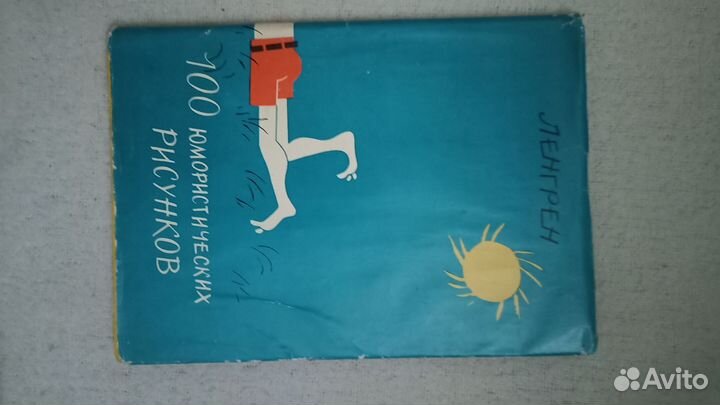 ЛЕНГРЕН
100
ЮМОРИСТИЧЕСКИХ
РИСУНКОВ
Avito